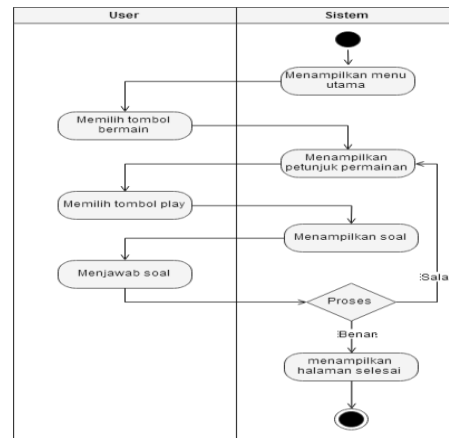 User
Sistem
Menampilkan menu
utama
Memilih tombol
bermain
Menampilkan
petunjuk permainan
Memilih tombol play
Menampilkan soal
Menjawab soal
Sala
Proses
Benar
menampilkan
halaman selesai